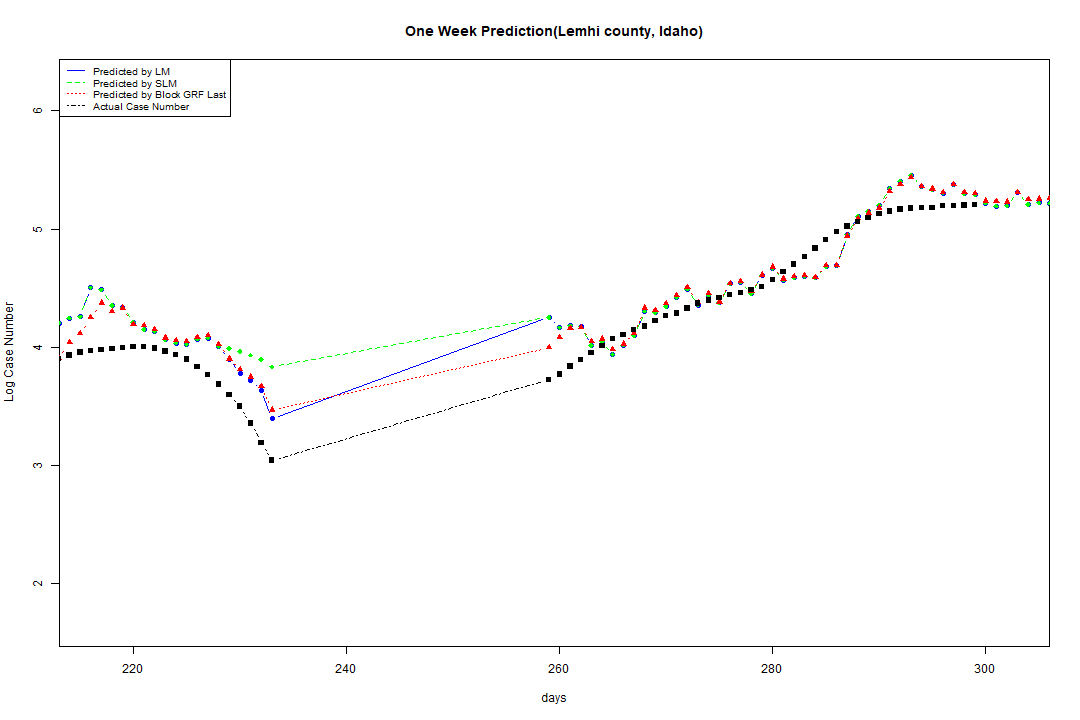 One Week Prediction(Lemhi county, Idaho)
Predicted by LM
Predicted by SLM
Predicted by Block GRF Last
Actual Case Number
Log Case Number
6
5
4
3
2
220 240 260 280 300
days